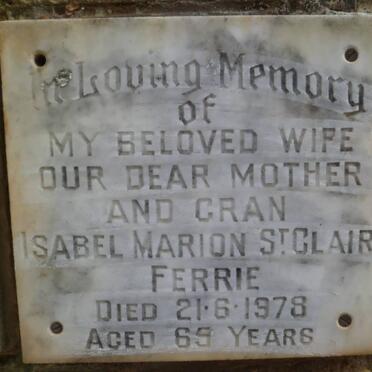 In Loving Memory
of
MY BELOVED WIFE
OUR DEAR MOTHER
AND GRAN
ISABEL MARION ST CLAIR
FERRIE
DIED 21·6·1978
AGED 69 YEARS